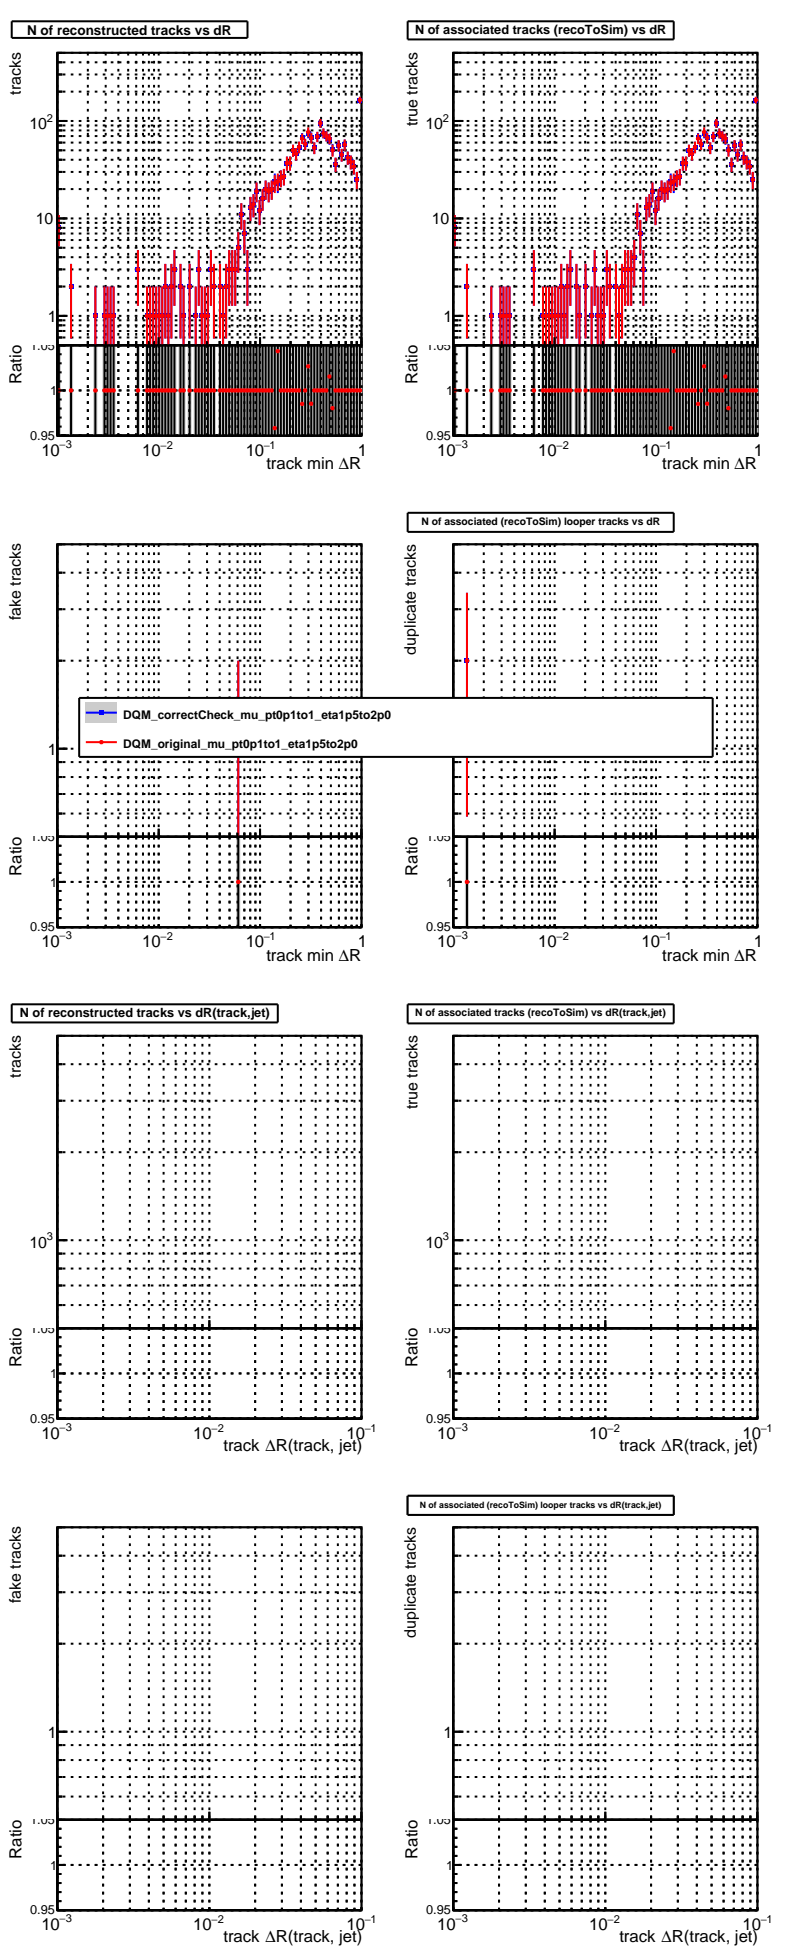 N of reconstructed tracks vs dR
N of associated tracks (recoToSim) vs dR
tracks
true tracks
10²
10²
10
10
1
1
Ratio
Ratio
1.05
1.05
1
1
0.95
0.95
10⁻³ 10⁻² 10⁻¹ 1
10⁻³ 10⁻² 10⁻¹ 1
track min ΔR
track min ΔR
N of associated (recoToSim) looper tracks vs dR
fake tracks
duplicate tracks
DQM_correctCheck_mu_pt0p1to1_eta1p5to2p0
DQM_original_mu_pt0p1to1_eta1p5to2p0
1
1
Ratio
Ratio
1.05
1.05
1
1
0.95
0.95
10⁻³ 10⁻² 10⁻¹ 1
10⁻³ 10⁻² 10⁻¹ 1
track min ΔR
track min ΔR
N of reconstructed tracks vs dR(track,jet)
N of associated tracks (recoToSim) vs dR(track,jet)
tracks
true tracks
10³
10³
Ratio
Ratio
1.05
1.05
1
1
0.95
0.95
10⁻³ 10⁻² 10⁻¹
10⁻³ 10⁻² 10⁻¹
track ΔR(track, jet)
track ΔR(track, jet)
N of associated (recoToSim) looper tracks vs dR(track,jet)
fake tracks
duplicate tracks
1
1
Ratio
Ratio
1.05
1.05
1
1
0.95
0.95
10⁻³ 10⁻² 10⁻¹
10⁻³ 10⁻² 10⁻¹
track ΔR(track, jet)
track ΔR(track, jet)